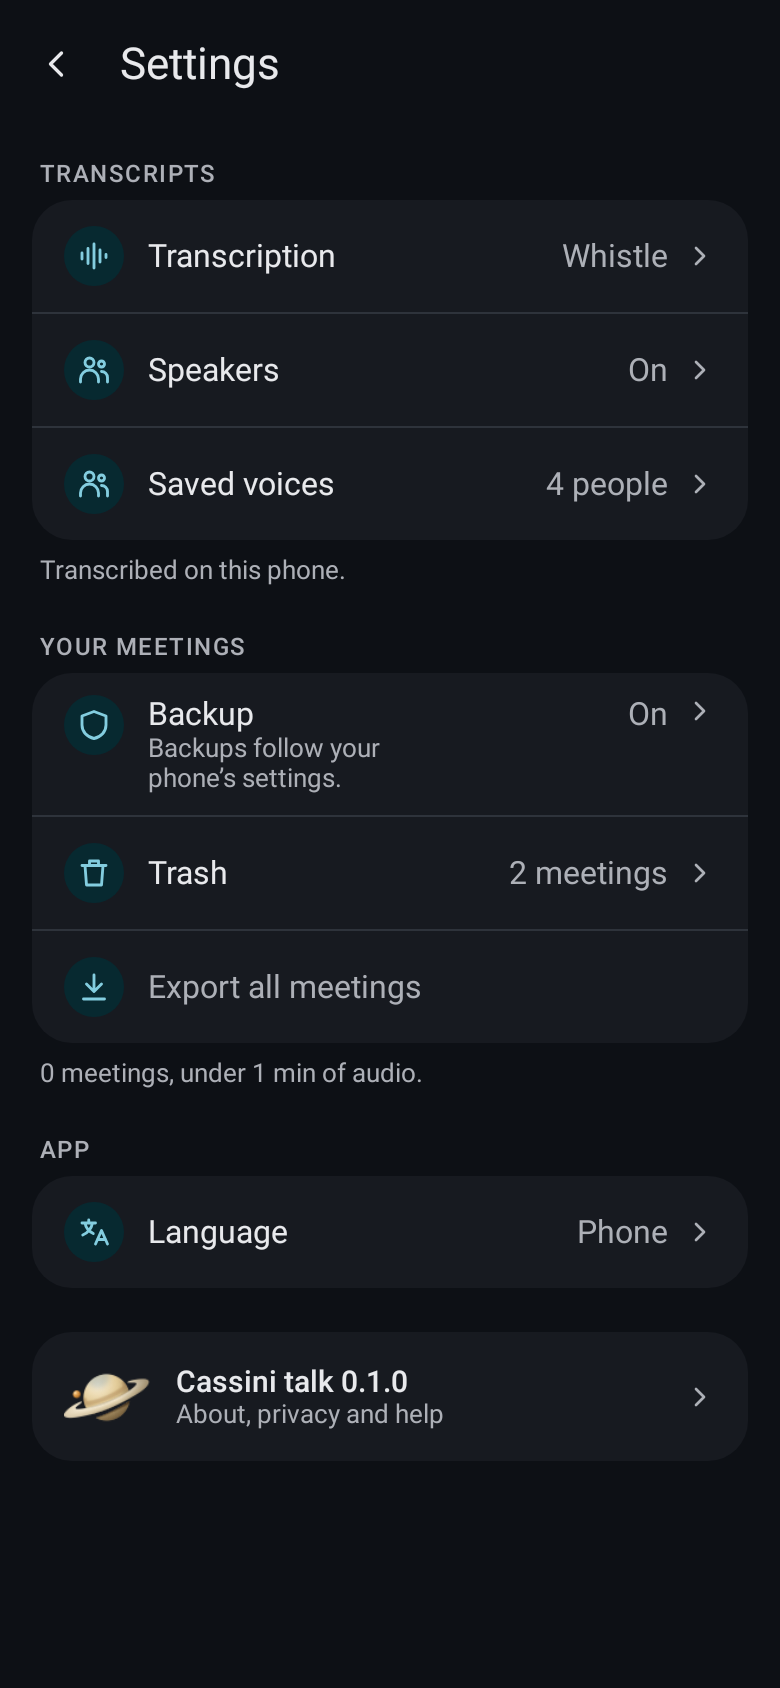 Settings
TRANSCRIPTS
Transcription Whistle
Speakers On
Saved voices 4 people
Transcribed on this phone.
YOUR MEETINGS
Backup On
Backups follow your
phone’s settings.
Trash 2 meetings
Export all meetings
0 meetings, under 1 min of audio.
APP
Language Phone
Cassini talk 0.1.0
About, privacy and help